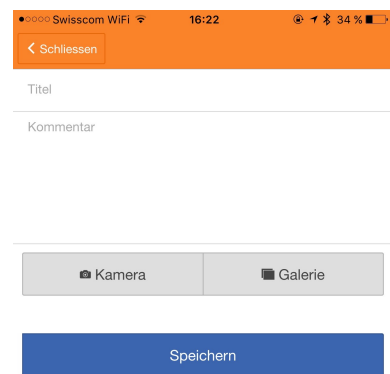 Swisscom WiFi 16:22 34 %
Schliessen
Titel
Kommentar
Kamera Galerie
Speichern